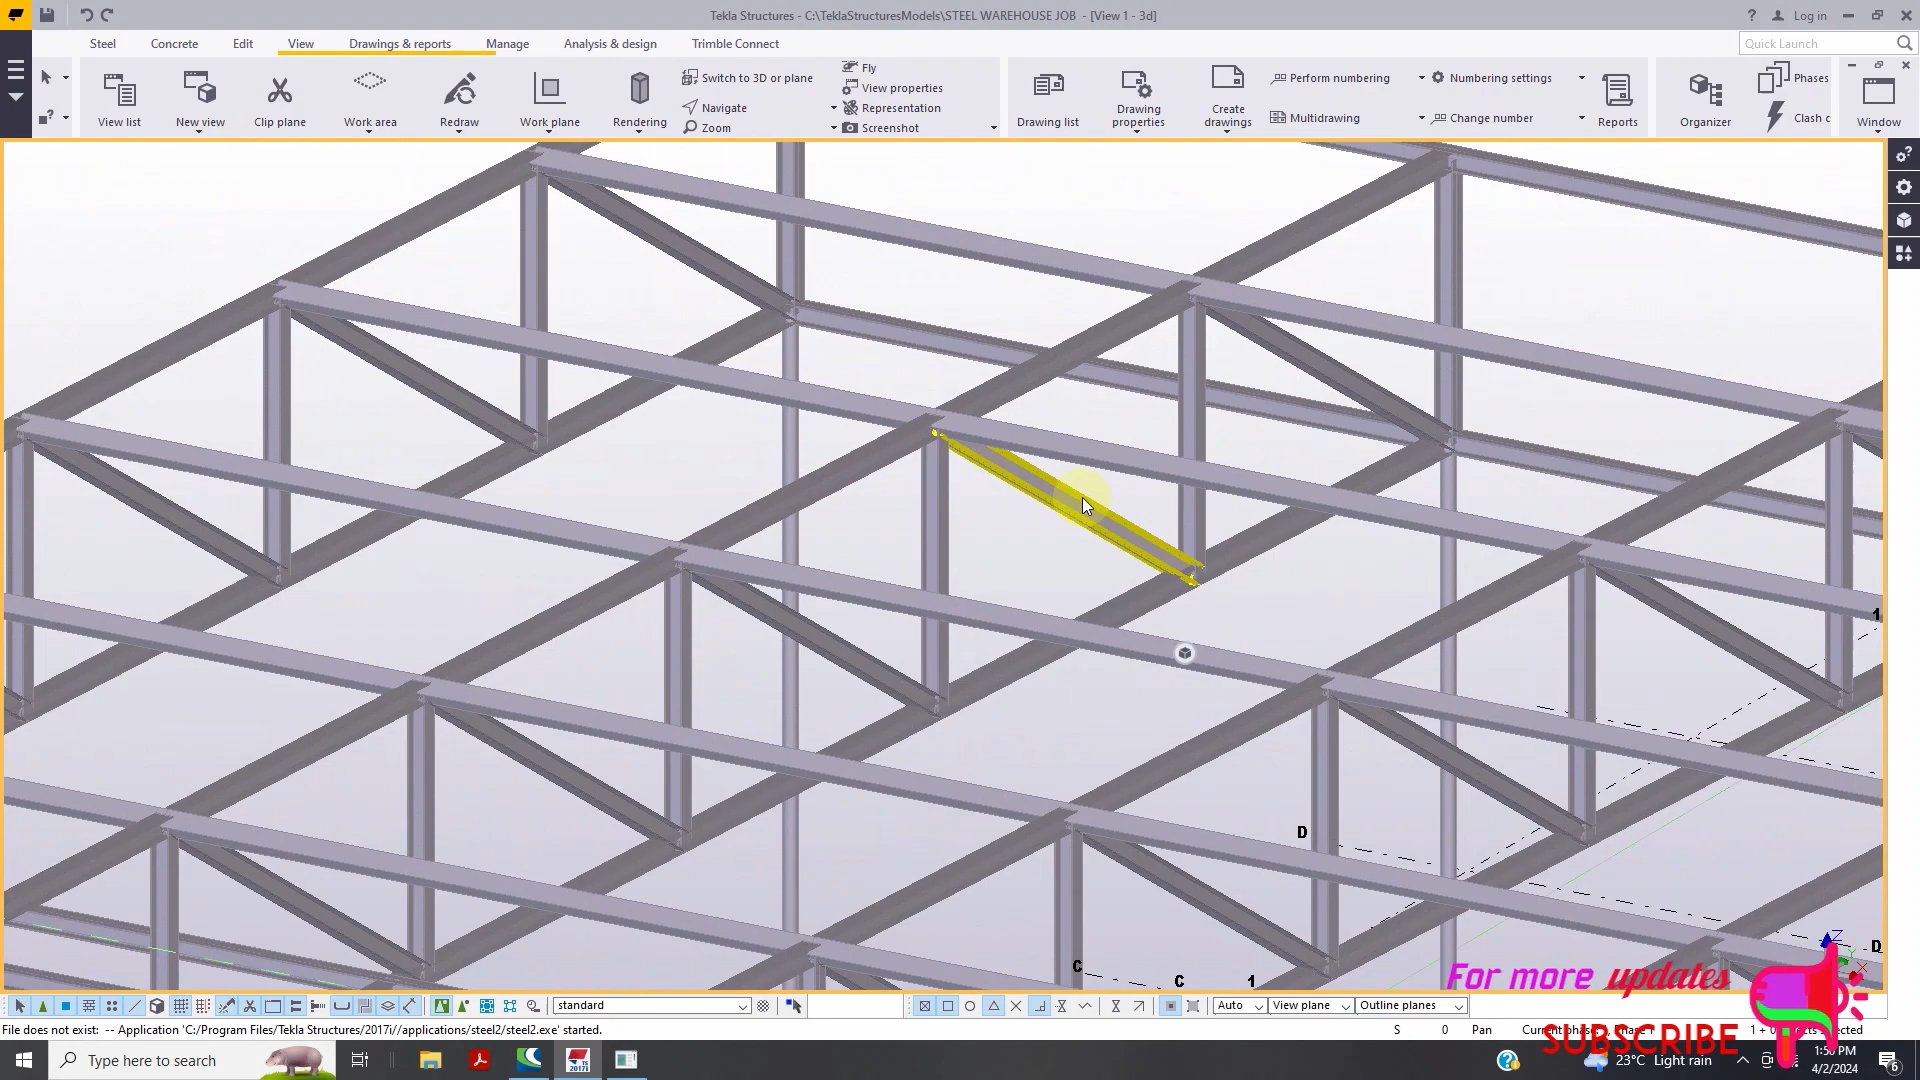 Tekla Structures - C:\TeklaStructuresModels\STEEL WAREHOUSE JOB - [View 1 - 3d]
? Log in
Steel Concrete Edit View Drawings & reports Manage Analysis & design Trimble Connect
Quick Launch
View list
New view
Clip plane
Work area
Redraw
Work plane
Rendering
Switch to 3D or plane
Navigate
Zoom
Fly
View properties
Representation
Screenshot
Drawing list
Drawing properties
Create drawings
Perform numbering
Multidrawing
Numbering settings
Change number
Reports
Organizer
Phases
Clash c
Window
1
D
D
C
C
1
Z
X
For more updates
SUBSCRIBE
standard
Auto
View plane
Outline planes
File does not exist: -- Application 'C:/Program Files/Tekla Structures/2017i//applications/steel2/steel2.exe' started.
S 0 Pan
Type here to search
TS 2017i
23°C Light rain
4/2/2024
6